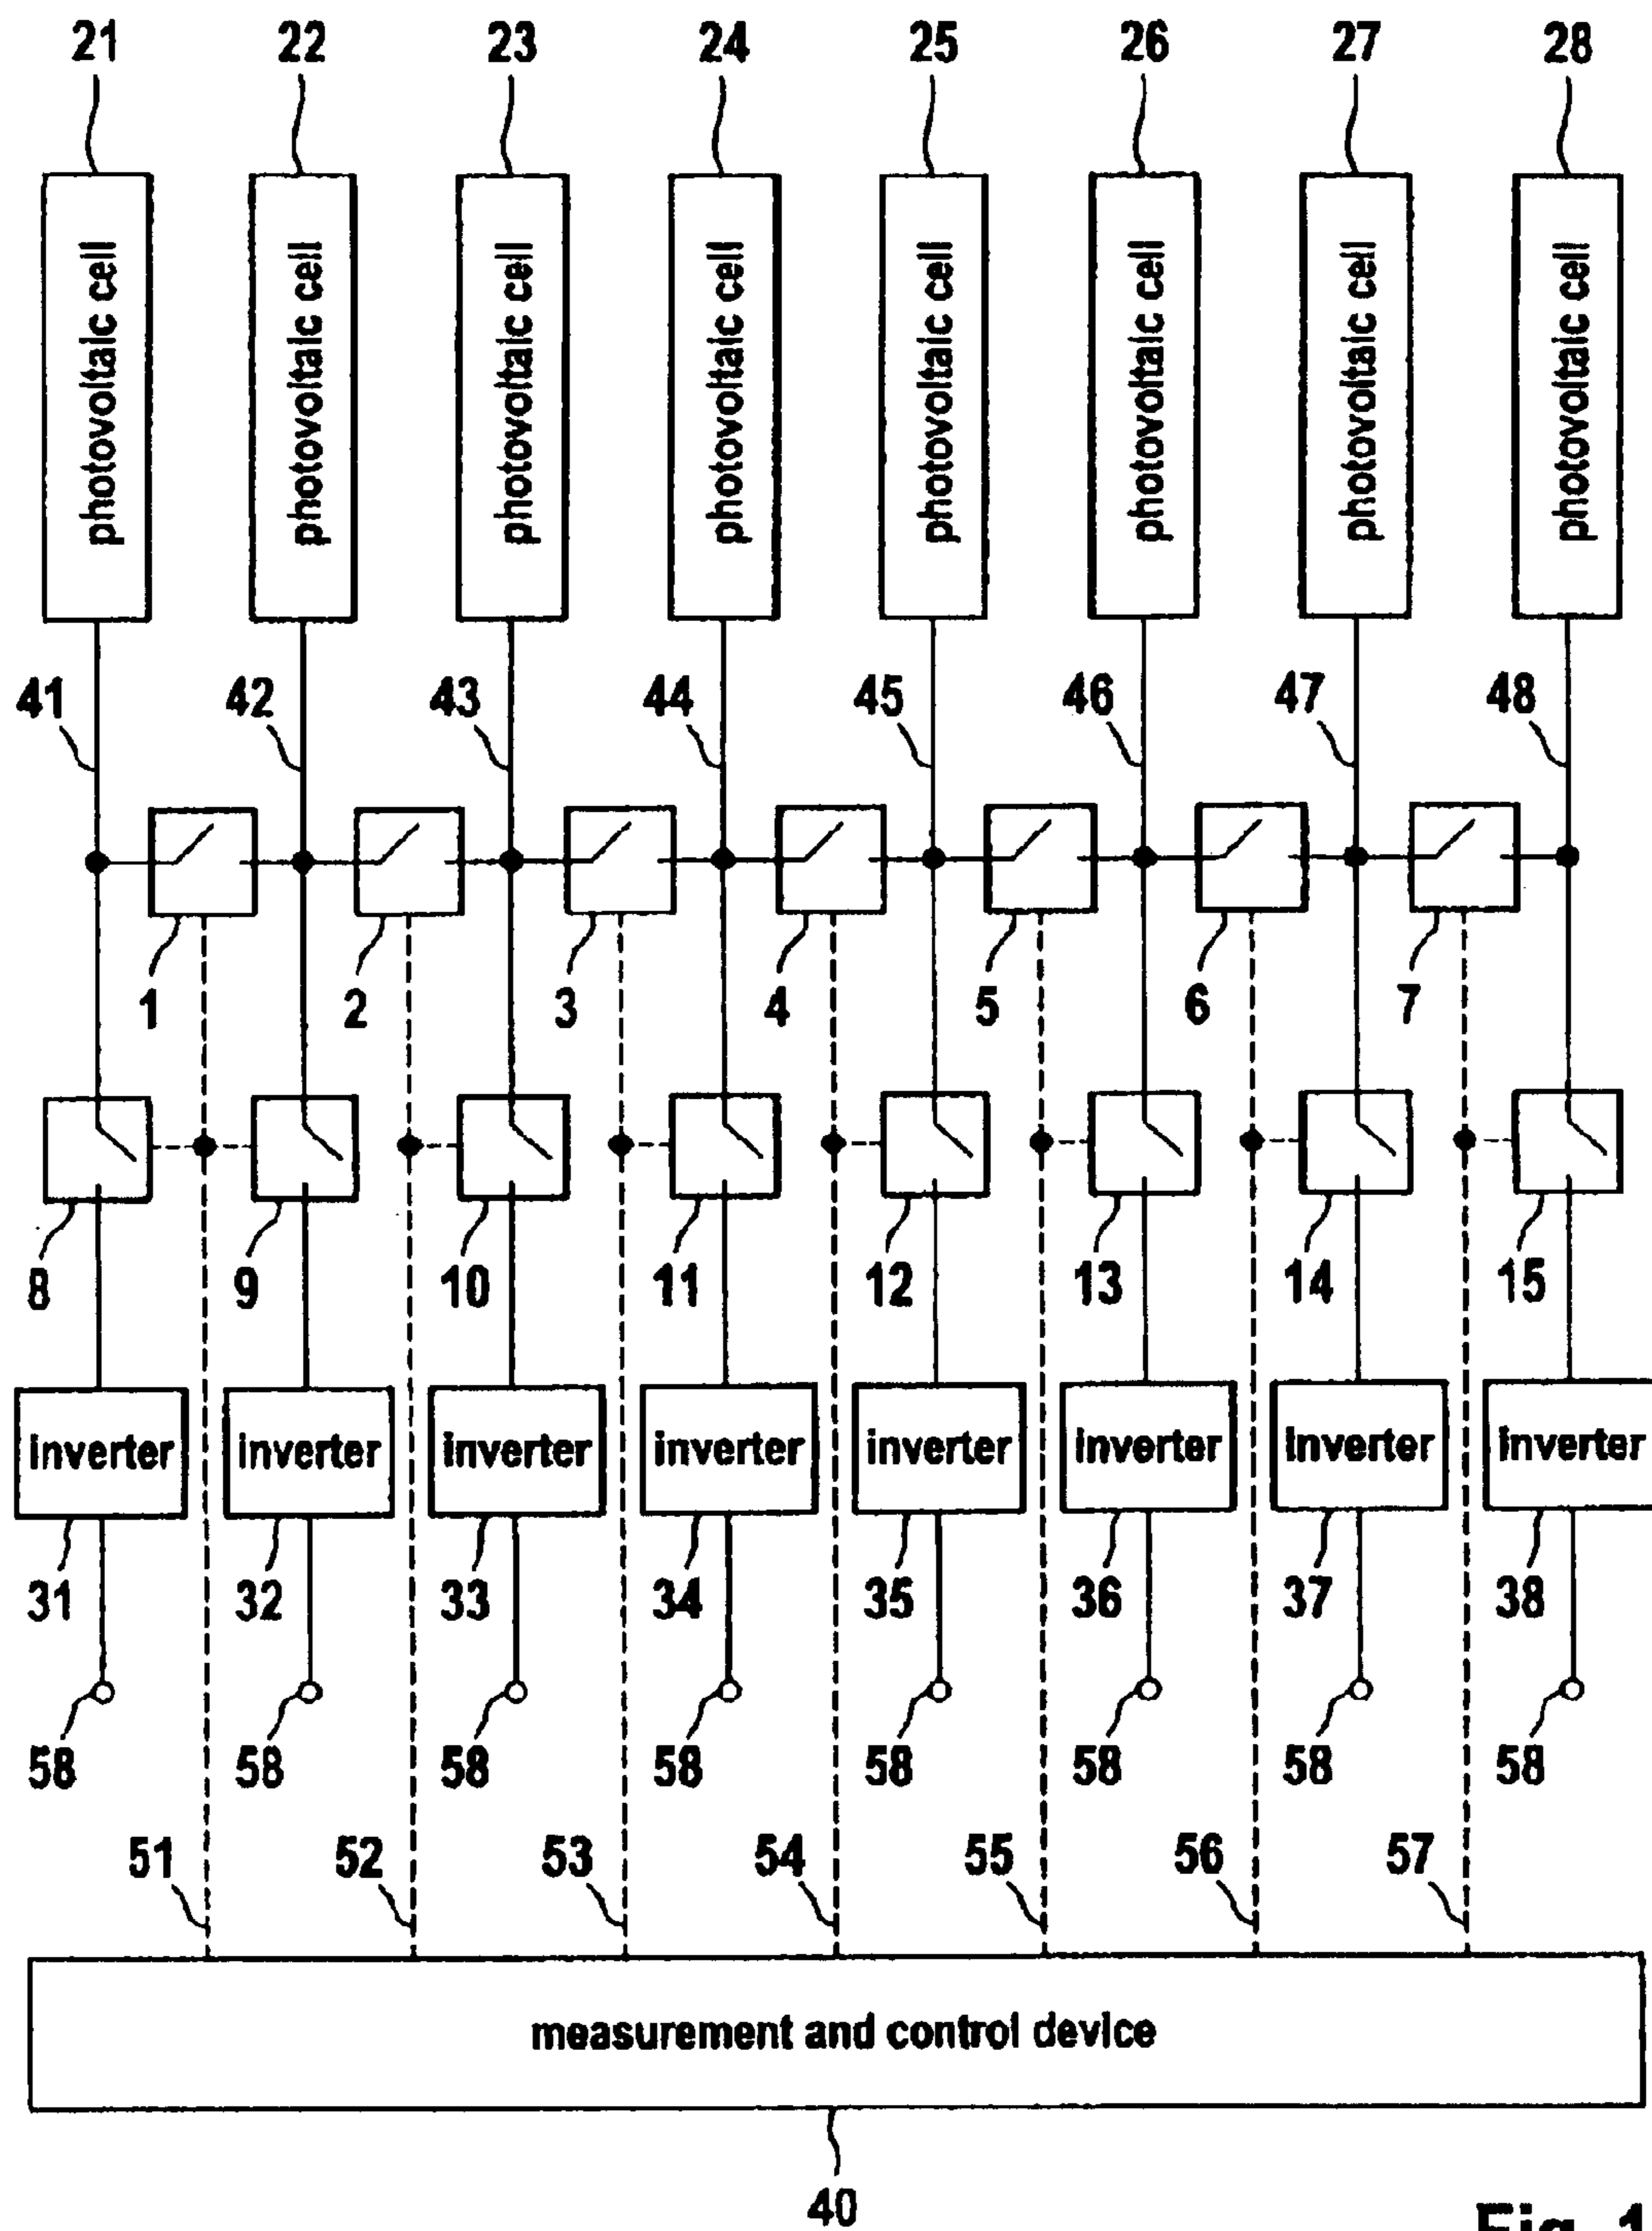 21 22 23 24 25 26 27 28
photovoltaic cell photovoltaic cell photovoltaic cell photovoltaic cell photovoltaic cell photovoltaic cell photovoltaic cell photovoltaic cell
41 42 43 44 45 46 47 48
1 2 3 4 5 6 7
8 9 10 11 12 13 14 15
inverter inverter inverter inverter inverter inverter inverter inverter
31 32 33 34 35 36 37 38
58 58 58 58 58 58 58 58
51 52 53 54 55 56 57
measurement and control device
40
Fig. 1